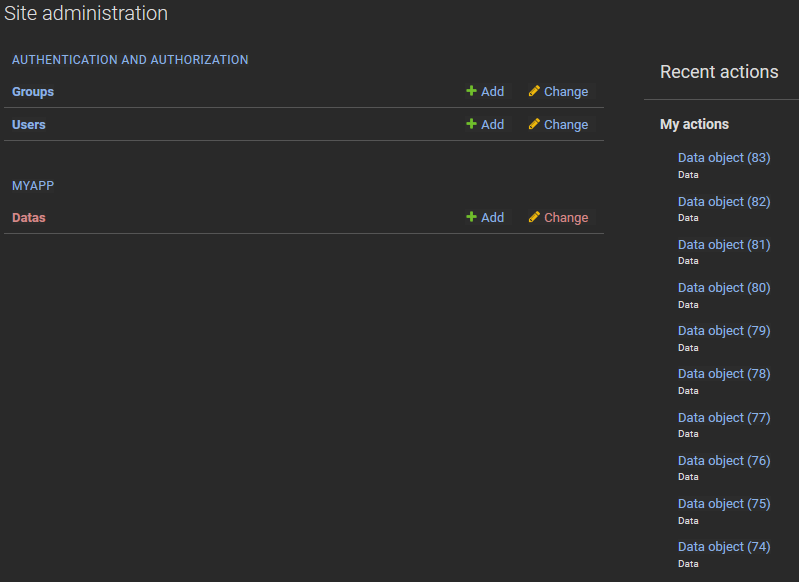 Site administration
AUTHENTICATION AND AUTHORIZATION
Groups Add Change
Users Add Change
MYAPP
Datas Add Change
Recent actions
My actions
Data object (83)
Data
Data object (82)
Data
Data object (81)
Data
Data object (80)
Data
Data object (79)
Data
Data object (78)
Data
Data object (77)
Data
Data object (76)
Data
Data object (75)
Data
Data object (74)
Data